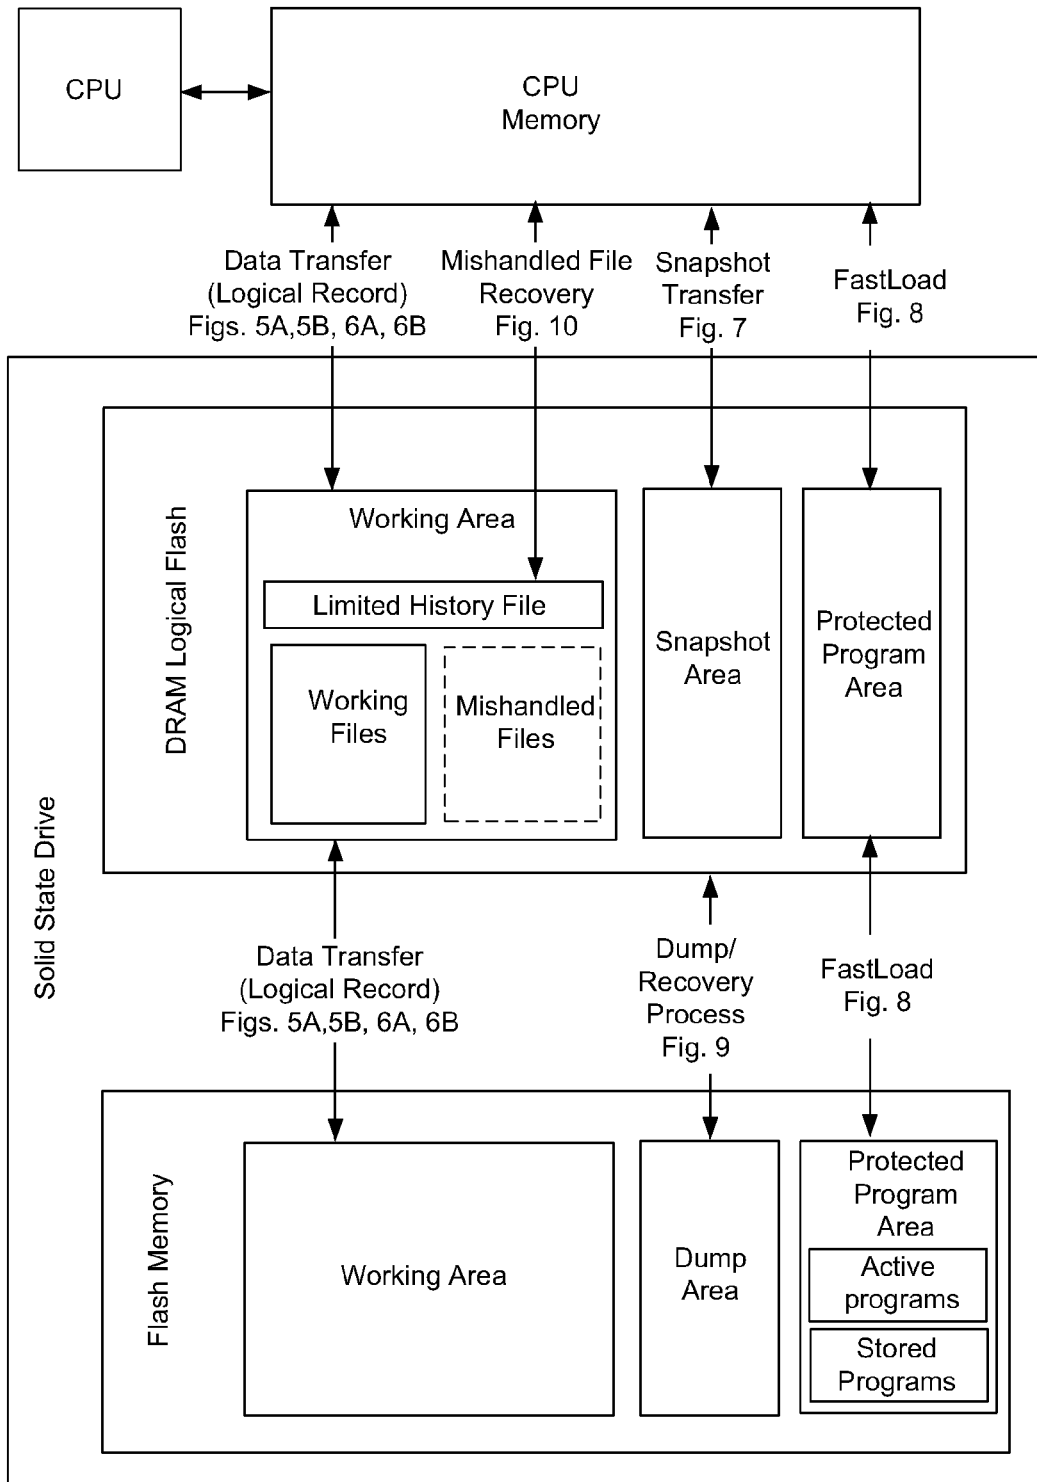 CPU
CPU
Memory
Data Transfer
(Logical Record)
Figs. 5A,5B, 6A, 6B
Mishandled File
Recovery
Fig. 10
Snapshot
Transfer
Fig. 7
FastLoad
Fig. 8
Solid State Drive
DRAM Logical Flash
Working Area
Limited History File
Working
Files
Mishandled
Files
Snapshot
Area
Protected
Program
Area
Data Transfer
(Logical Record)
Figs. 5A,5B, 6A, 6B
Dump/
Recovery
Process
Fig. 9
FastLoad
Fig. 8
Flash Memory
Working Area
Dump
Area
Protected
Program
Area
Active
programs
Stored
Programs